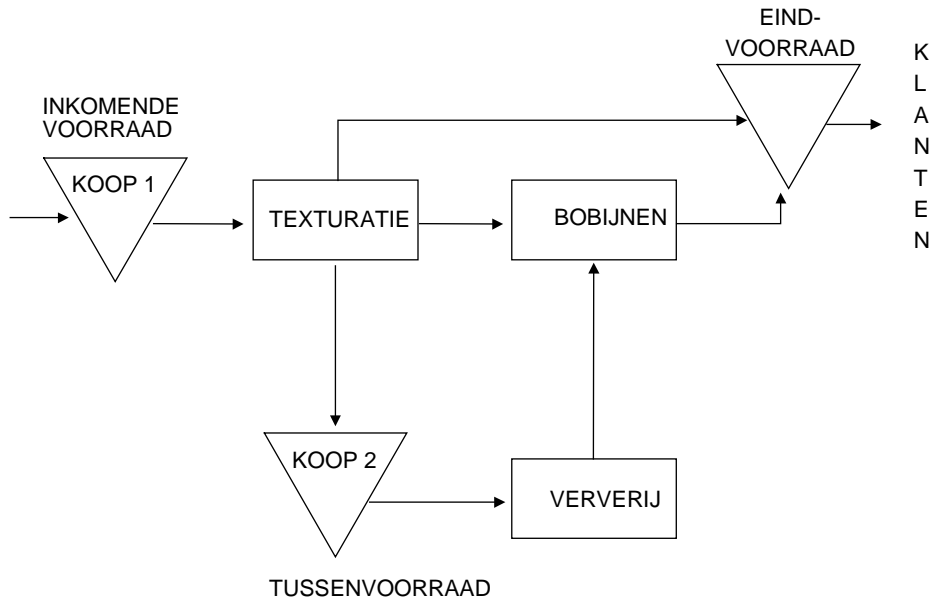 EIND-
VOORRAAD
K
L
A
N
T
E
N
INKOMENDE
VOORRAAD
KOOP 1
TEXTURATIE
BOBIJNEN
KOOP 2
VERVERIJ
TUSSENVOORRAAD